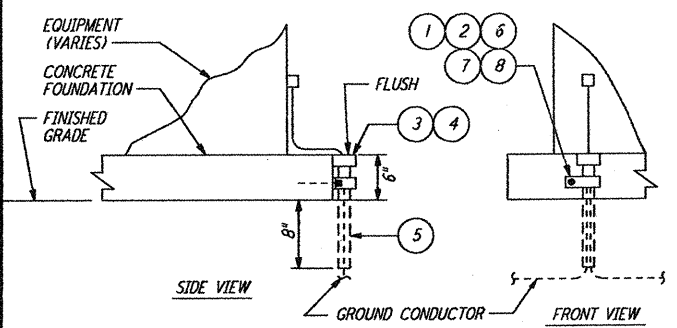 EQUIPMENT
(VARIES)
CONCRETE
FOUNDATION
FINISHED
GRADE
FLUSH
3 4
6"
8"
5
SIDE VIEW
GROUND CONDUCTOR
1 2 6
7 8
FRONT VIEW